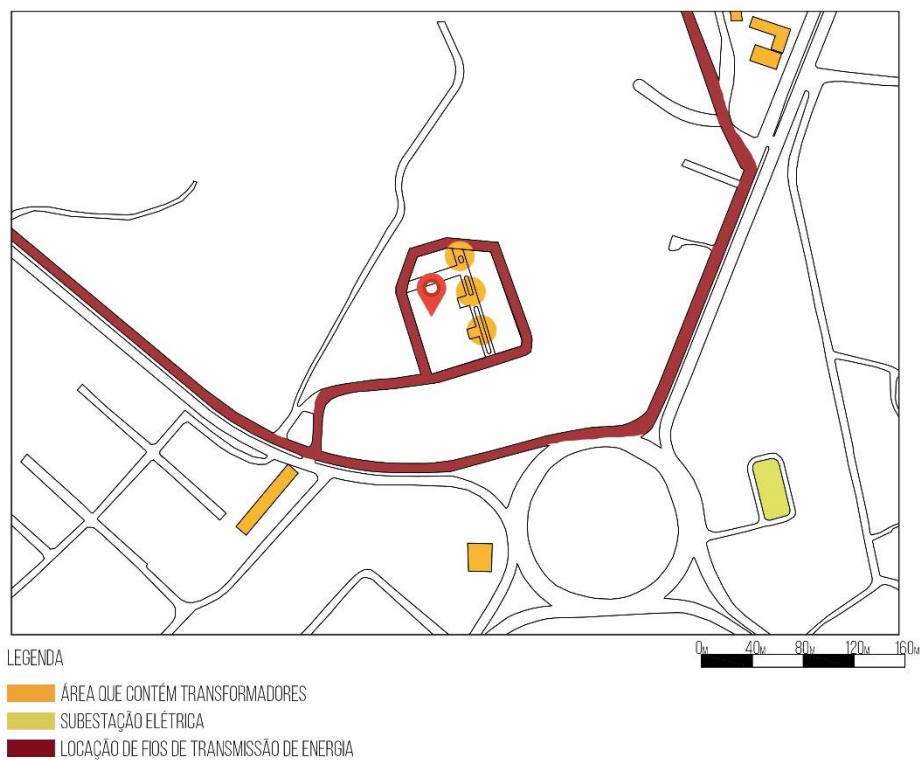 LEGENDA
0M 40M 80M 120M 160M
ÁREA QUE CONTÉM TRANSFORMADORES
SUBESTAÇÃO ELÉTRICA
LOCAÇÃO DE FIOS DE TRANSMISSÃO DE ENERGIA